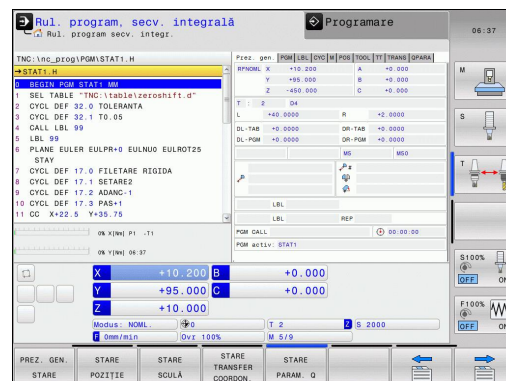 Rul. program, secv. integrală
Rul. program secv. integr.
Programare
06:37
TNC:\nc_prog\PGM\STAT1.H
→STAT1.H
0 BEGIN PGM STAT1 MM
1 SEL TABLE "TNC:\table\zeroshift.d"
2 CYCL DEF 32.0 TOLERANTA
3 CYCL DEF 32.1 T0.05
4 CALL LBL 99
5 LBL 99
6 PLANE EULER EULPR+0 EULNU0 EULROT25
STAY
7 CYCL DEF 17.0 FILETARE RIGIDA
8 CYCL DEF 17.1 SETARE2
9 CYCL DEF 17.2 ADANC-1
10 CYCL DEF 17.3 PAS+1
11 CC X+22.5 Y+35.75
0% X[Nm] P1 -T1
0% Y[Nm] 06:37
Prez. gen. PGM LBL CYC M POS TOOL TT TRANS QPARA
RFNOML X +10.200 A +0.000
Y +95.000 B +0.000
Z -450.000 C +0.000
T : 2 D4
L +40.0000 R +2.0000
DL-TAB +0.0000 DR-TAB +0.0000
DL-PGM +0.0000 DR-PGM +0.0000
M5 M50
LBL
LBL REP
PGM CALL 00:00:00
PGM activ: STAT1
X +10.200 B +0.000
Y +95.000 C +0.000
Z +10.000
Modus: NOML. 0 T 2 Z S 2000
F 0mm/min Ovr 100% M 5/9
M
S
T
S100%
OFF ON
F100%
OFF ON
PREZ. GEN. STARE
STARE POZIŢIE
STARE SCULĂ
STARE TRANSFER COORDON.
STARE PARAM. Q